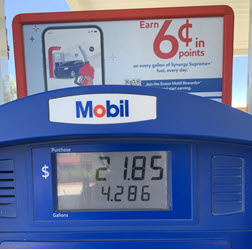 Earn
6¢ in
points
on every gallon of Synergy Supreme+™
fuel, every day.
Mobil
Purchase
$ 21.85
4.286
Gallons